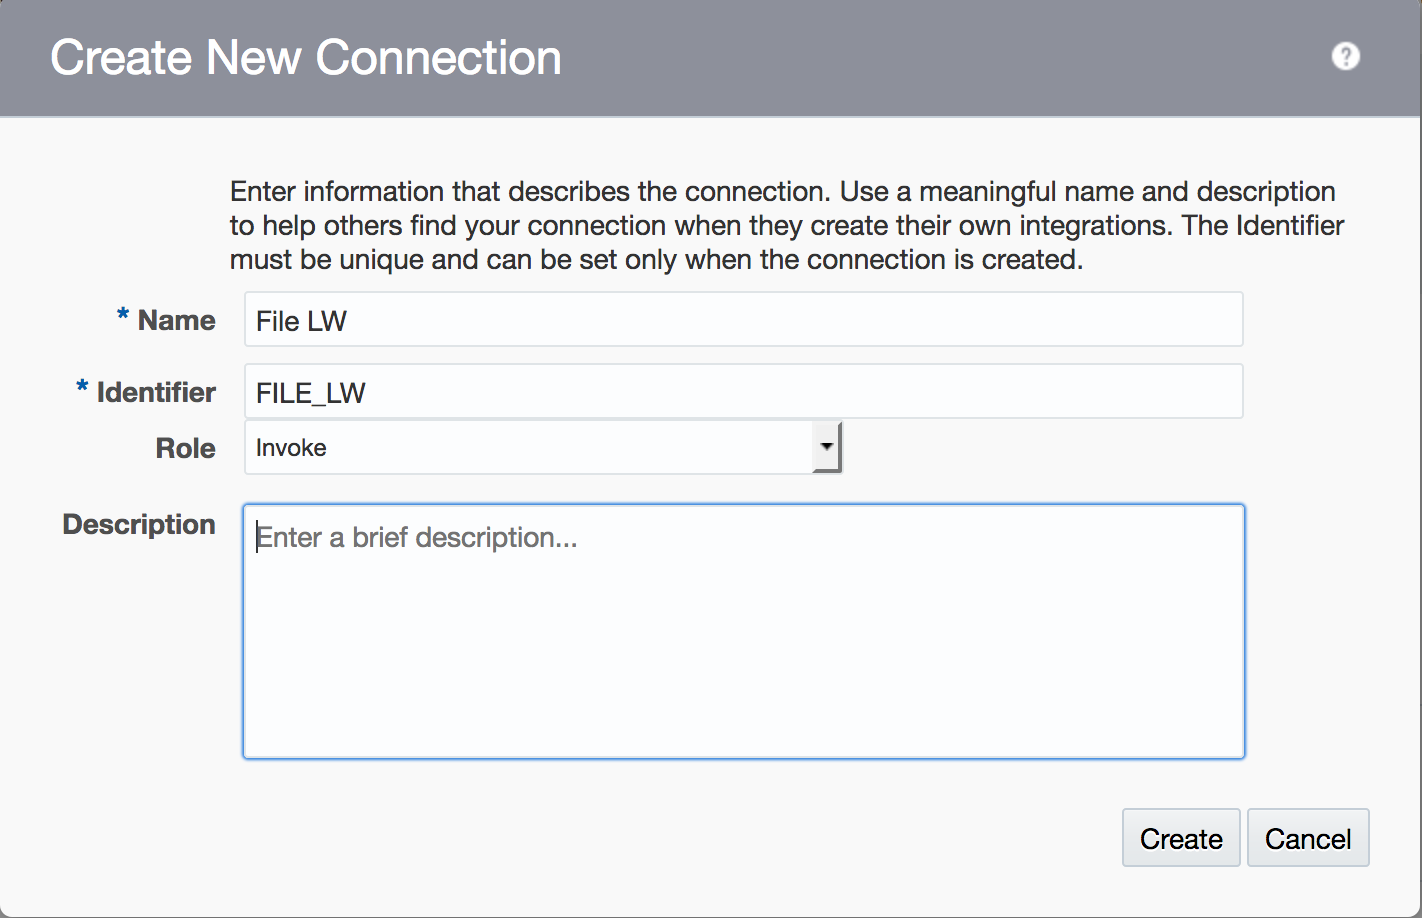 Create New Connection
?
Enter information that describes the connection. Use a meaningful name and description
to help others find your connection when they create their own integrations. The Identifier
must be unique and can be set only when the connection is created.
* Name File LW
* Identifier FILE_LW
Role Invoke
Description Enter a brief description...
Create Cancel